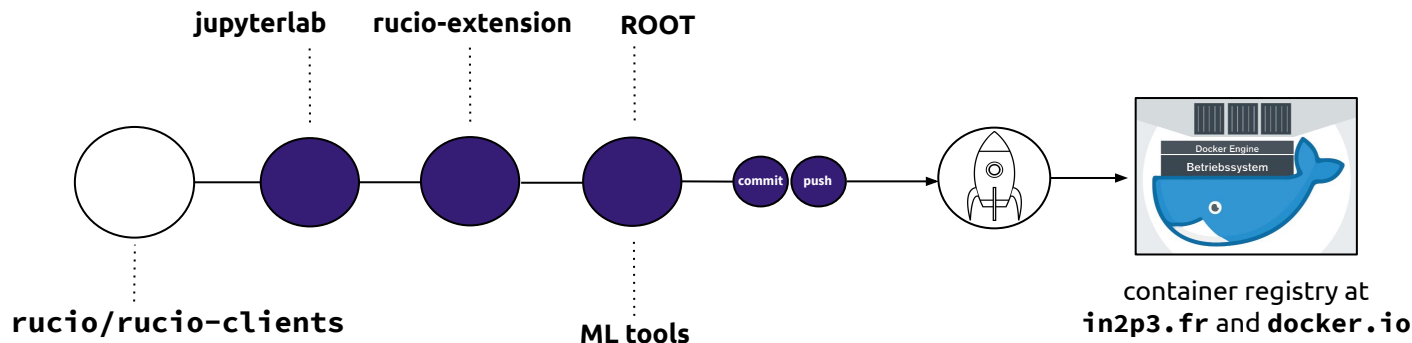 jupyterlab rucio-extension ROOT
commit push
Docker Engine
Betriebssystem
rucio/rucio-clients
ML tools
container registry at
in2p3.fr and docker.io